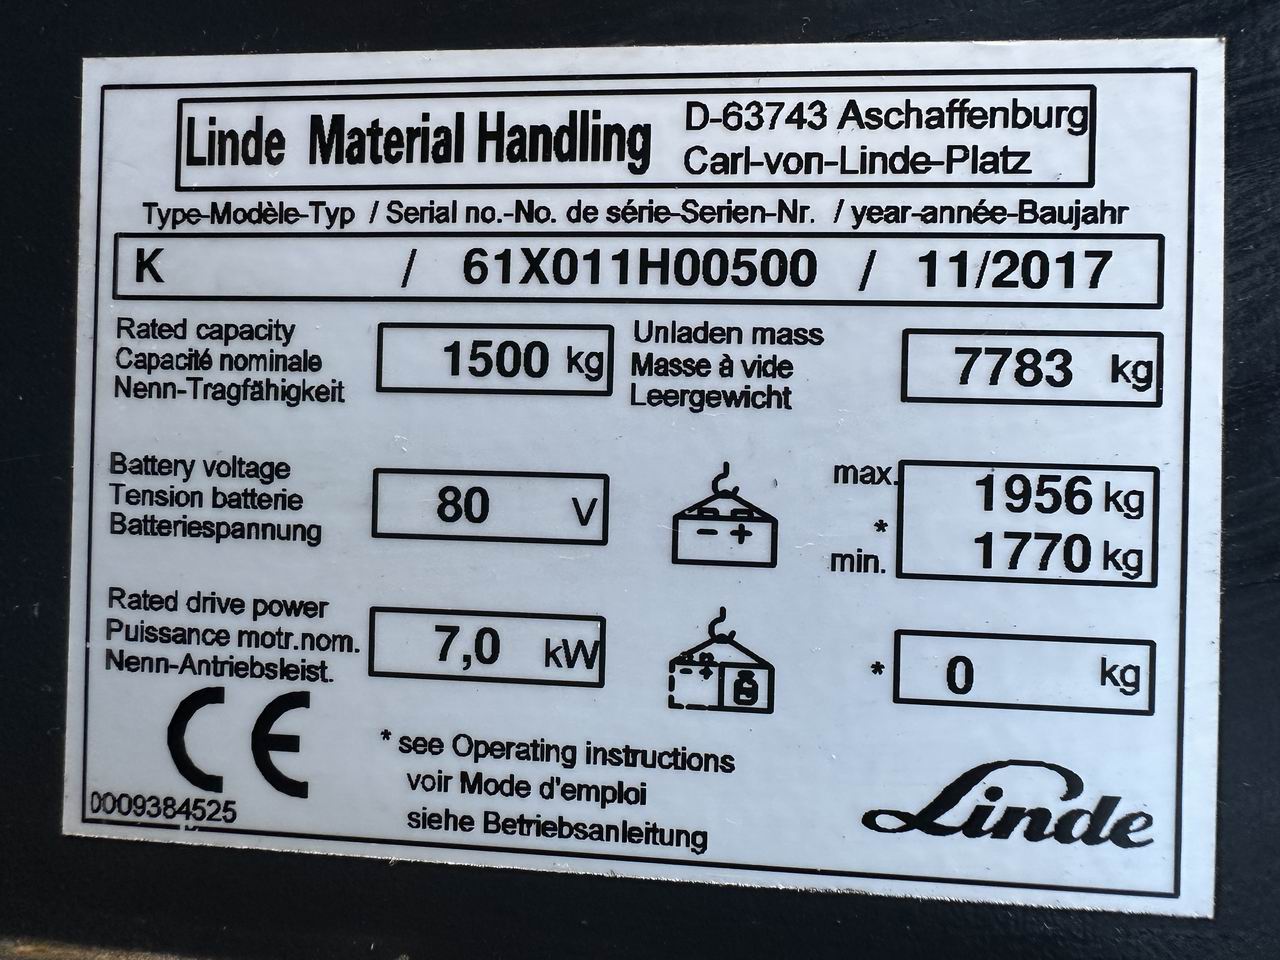 Linde Material Handling
D-63743 Aschaffenburg
Carl-von-Linde-Platz
Type-Modèle-Typ / Serial no.-No. de série-Serien-Nr. / year-année-Baujahr
K / 61X011H00500 / 11/2017
Rated capacity
Capacité nominale
Nenn-Tragfähigkeit
1500 kg
Unladen mass
Masse à vide
Leergewicht
7783 kg
Battery voltage
Tension batterie
Batteriespannung
80 V
- +
max. 1956 kg
*
min. 1770 kg
Rated drive power
Puissance motr.nom.
Nenn-Antriebsleist.
7,0 kW
- +
* 0 kg
CE
0009384525
* see Operating instructions
voir Mode d'emploi
siehe Betriebsanleitung
Linde